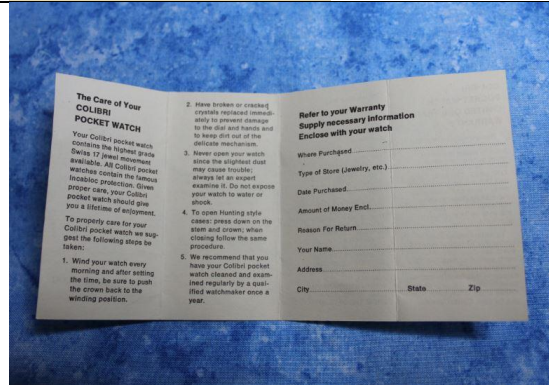 The Care of Your
COLIBRI
POCKET WATCH
Your Colibri pocket watch
contains the highest grade
Swiss 17 jewel movement
available. All Colibri pocket
watches contain the famous
Incabloc protection. Given
proper care, your Colibri
pocket watch should give
you a lifetime of enjoyment.
To properly care for your
Colibri pocket watch we sug-
gest the following steps be
taken:
1. Wind your watch every
morning and after setting
the time, be sure to push
the crown back to the
winding position.
2. Have broken or cracked
crystals replaced immedi-
ately to prevent damage
to the dial and hands and
to keep dirt out of the
delicate mechanism.
3. Never open your watch
since the slightest dust
may cause trouble;
always let an expert
examine it. Do not expose
your watch to water or
shock.
4. To open Hunting style
cases: press down on the
stem and crown; when
closing follow the same
procedure.
5. We recommend that you
have your Colibri pocket
watch cleaned and exam-
ined regularly by a qual-
ified watchmaker once a
year.
Refer to your Warranty
Supply necessary information
Enclose with your watch
Where Purchased
Type of Store (Jewelry, etc.)
Date Purchased
Amount of Money Encl.
Reason For Return
Your Name
Address
City State Zip